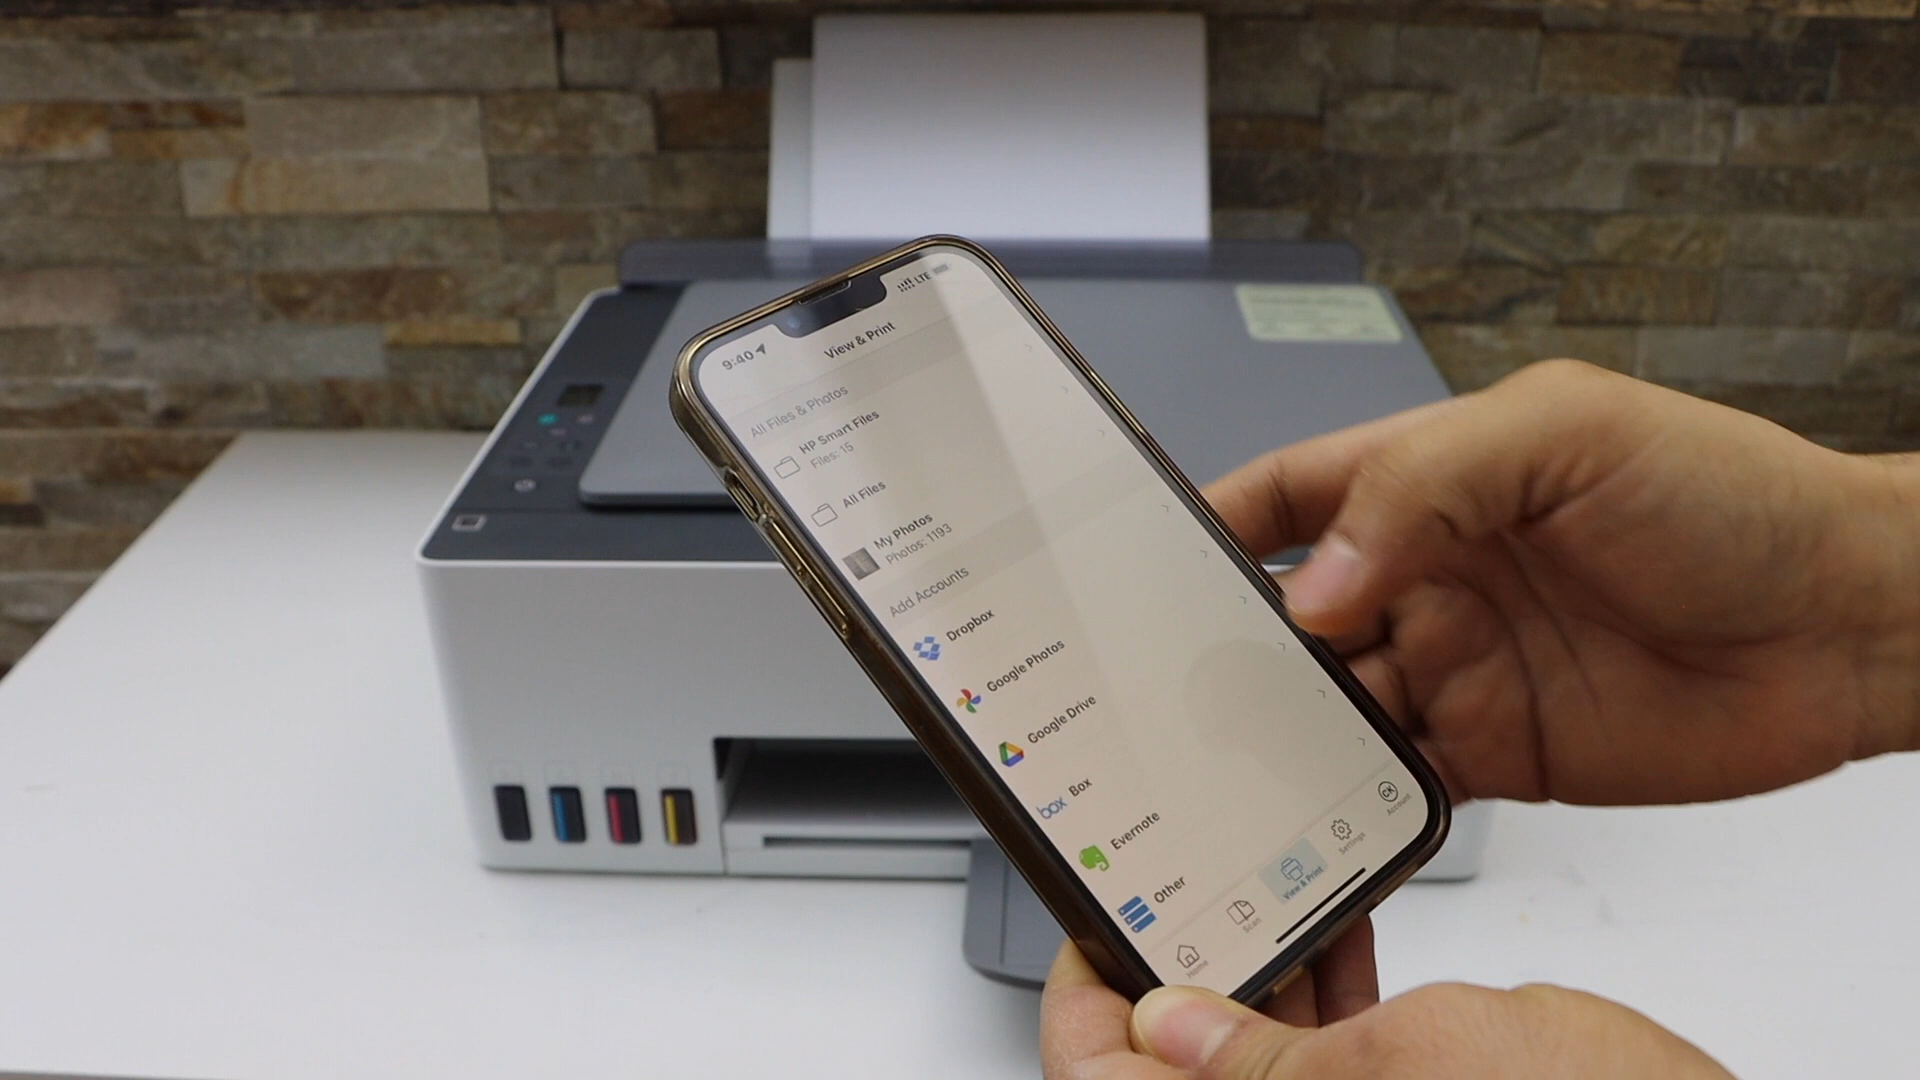 9:40
LTE
View & Print
All Files & Photos
HP Smart Files
Files: 15
All Files
My Photos
Photos: 1193
Add Accounts
Dropbox
Google Photos
Google Drive
box
Box
Evernote
Other
Home
Scan
View & Print
Settings
CK
Account